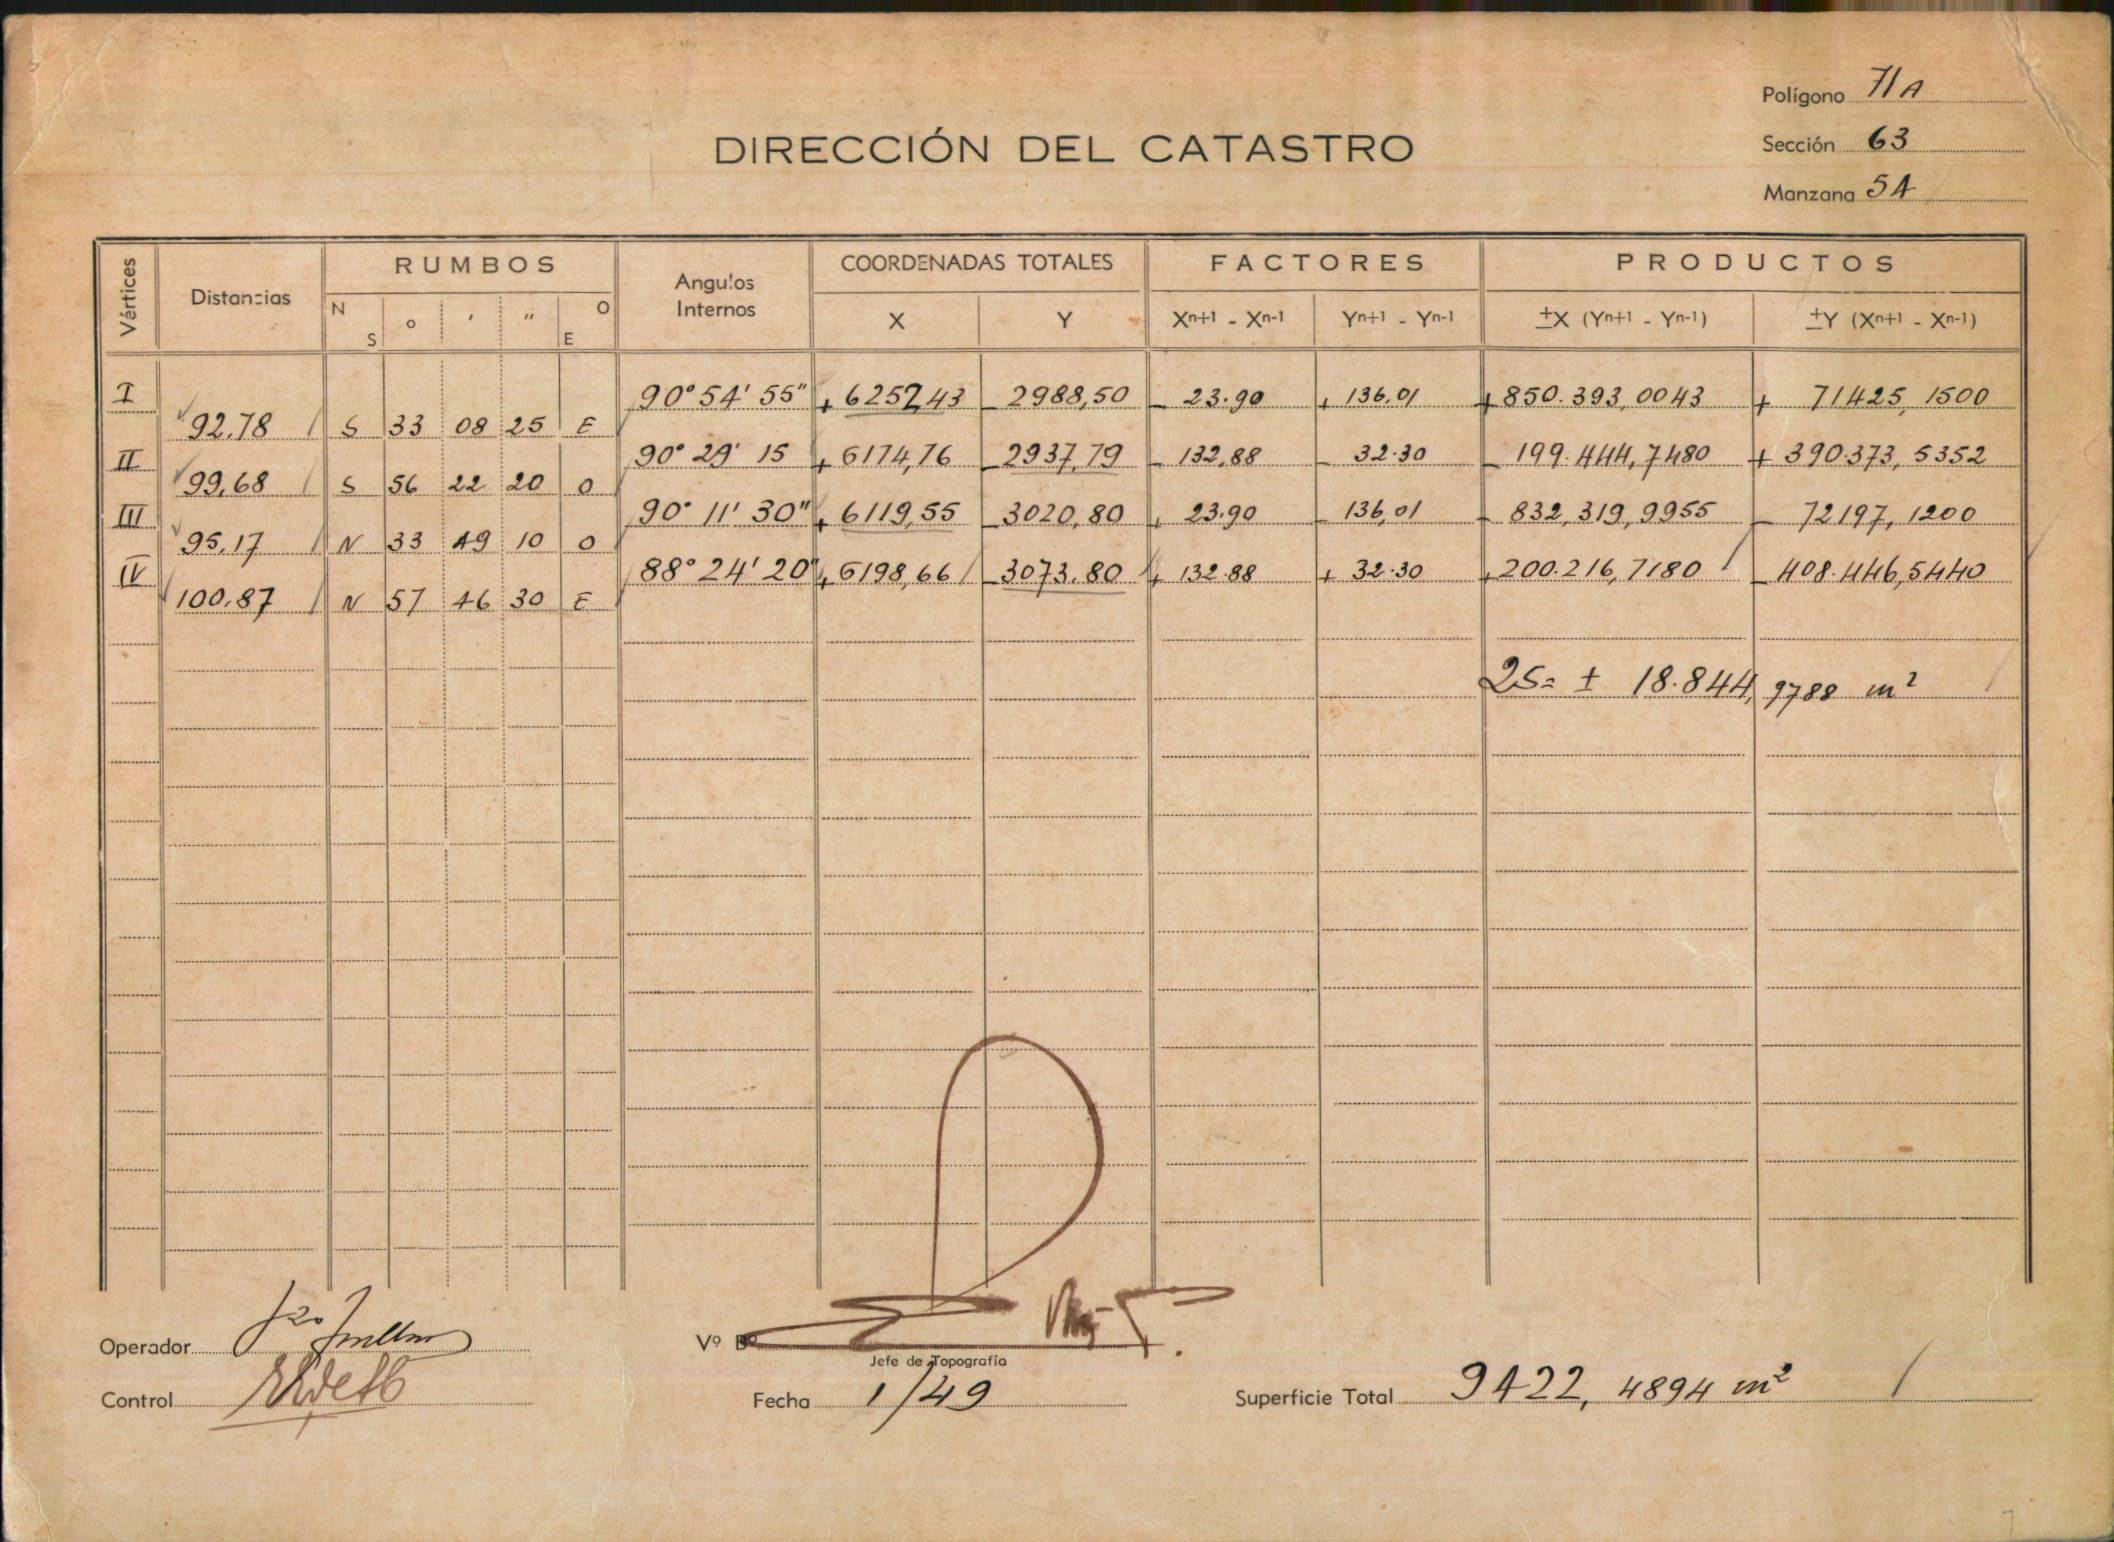 Polígono 71A
DIRECCIÓN DEL CATASTRO
Sección 63
Manzana 54
Vértices Distancias RUMBOS Angulos Internos COORDENADAS TOTALES FACTORES PRODUCTOS
N S ° ' " O E X Y Xn+1 - Xn-1 Yn+1 - Yn-1 ±X (Yn+1 - Yn-1) ±Y (Xn+1 - Xn-1)
I 90° 54' 55" + 6252,43 - 2988,50 - 23.90 + 136,01 + 850.393,0043 + 71425,1500
92.78 S 33 08 25 E
II 90° 29' 15 + 6174,76 - 2937,79 - 132,88 - 32.30 - 199.444,7480 + 390373,5352
99,68 S 56 22 20 O
III 90° 11' 30" + 6119,55 - 3020,80 + 23.90 - 136,01 - 832,319,9955 - 72197,1200
95,17 N 33 49 10 O
IV 88° 24' 20" + 6198,66 - 3073.80 + 132.88 + 32.30 + 200.216,7180 - 408.446,5440
100.87 N 57 46 30 E
2S= ± 18.844,9788 m²
Operador
Vº Bº
Jefe de Topografía
Control
Fecha 1/49
Superficie Total 9422,4894 m²